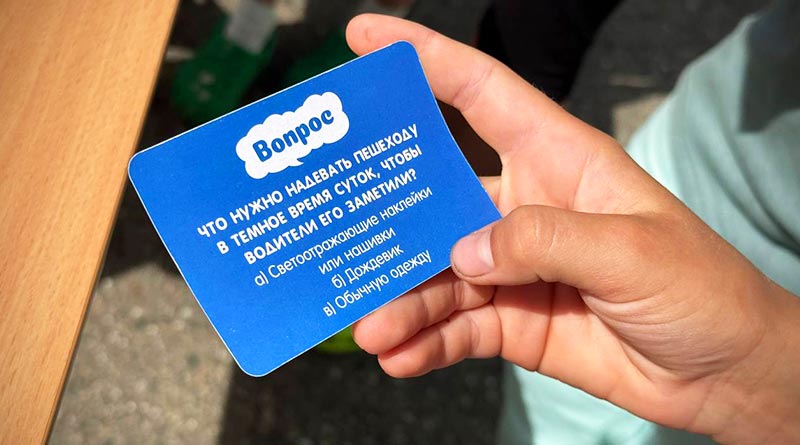 Вопрос
ЧТО НУЖНО НАДЕВАТЬ ПЕШЕХОДУ
В ТЕМНОЕ ВРЕМЯ СУТОК, ЧТОБЫ
ВОДИТЕЛИ ЕГО ЗАМЕТИЛИ?
а) Светоотражающие наклейки
или нашивки
б) Дождевик
в) Обычную одежду